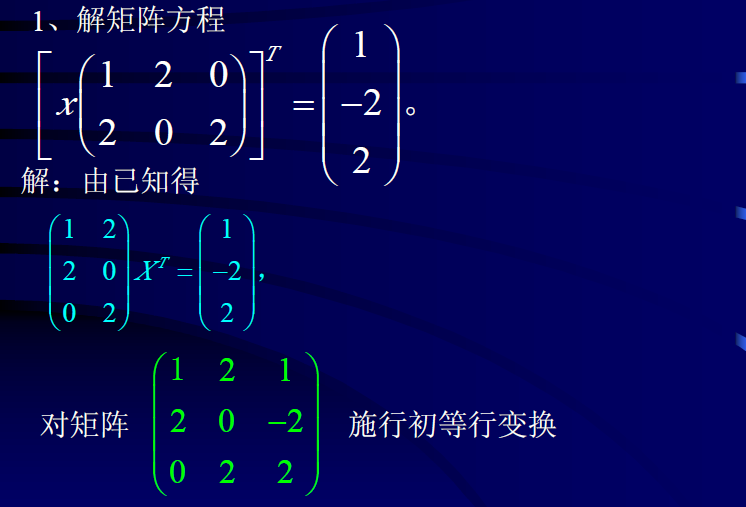 1、解矩阵方程
[x(1 2 0
2 0 2)]^T = (1
−2
2)。
解：由已知得
(1 2
2 0
0 2) X^T = (1
−2
2),
对矩阵 (1 2 1
2 0 −2
0 2 2) 施行初等行变换